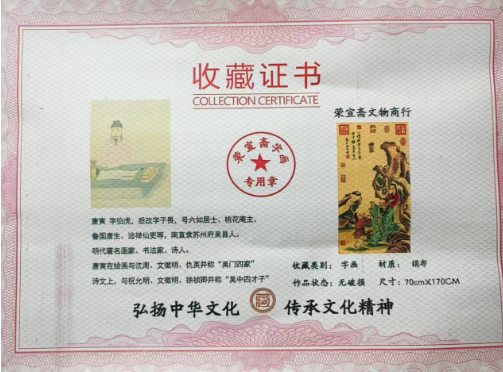 收藏证书
COLLECTION CERTIFICATE
荣宣斋文物商行
荣宣斋字画
专用章
唐寅 字伯虎，后改字子畏，号六如居士、桃花庵主、
鲁国唐生、逃禅仙吏等，南直隶苏州府吴县人。
明代著名画家、书法家、诗人。
唐寅在绘画与沈周、文徵明、仇英并称“吴门四家”
诗文上，与祝允明、文徵明、徐祯卿并称“吴中四才子”
收藏类别：字画 材质：绢布
作品状态：无破损 尺寸：70cmX170CM
弘扬中华文化 传承文化精神